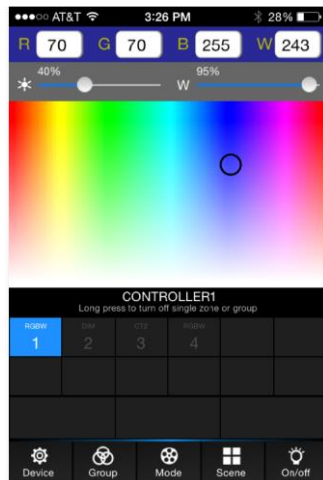 AT&T 3:26 PM 28%
R 70 G 70 B 255 W 243
40% W 95%
CONTROLLER1
Long press to turn off single zone or group
RGBW DIM CT2 RGBW
1 2 3 4
Device Group Mode Scene On/off